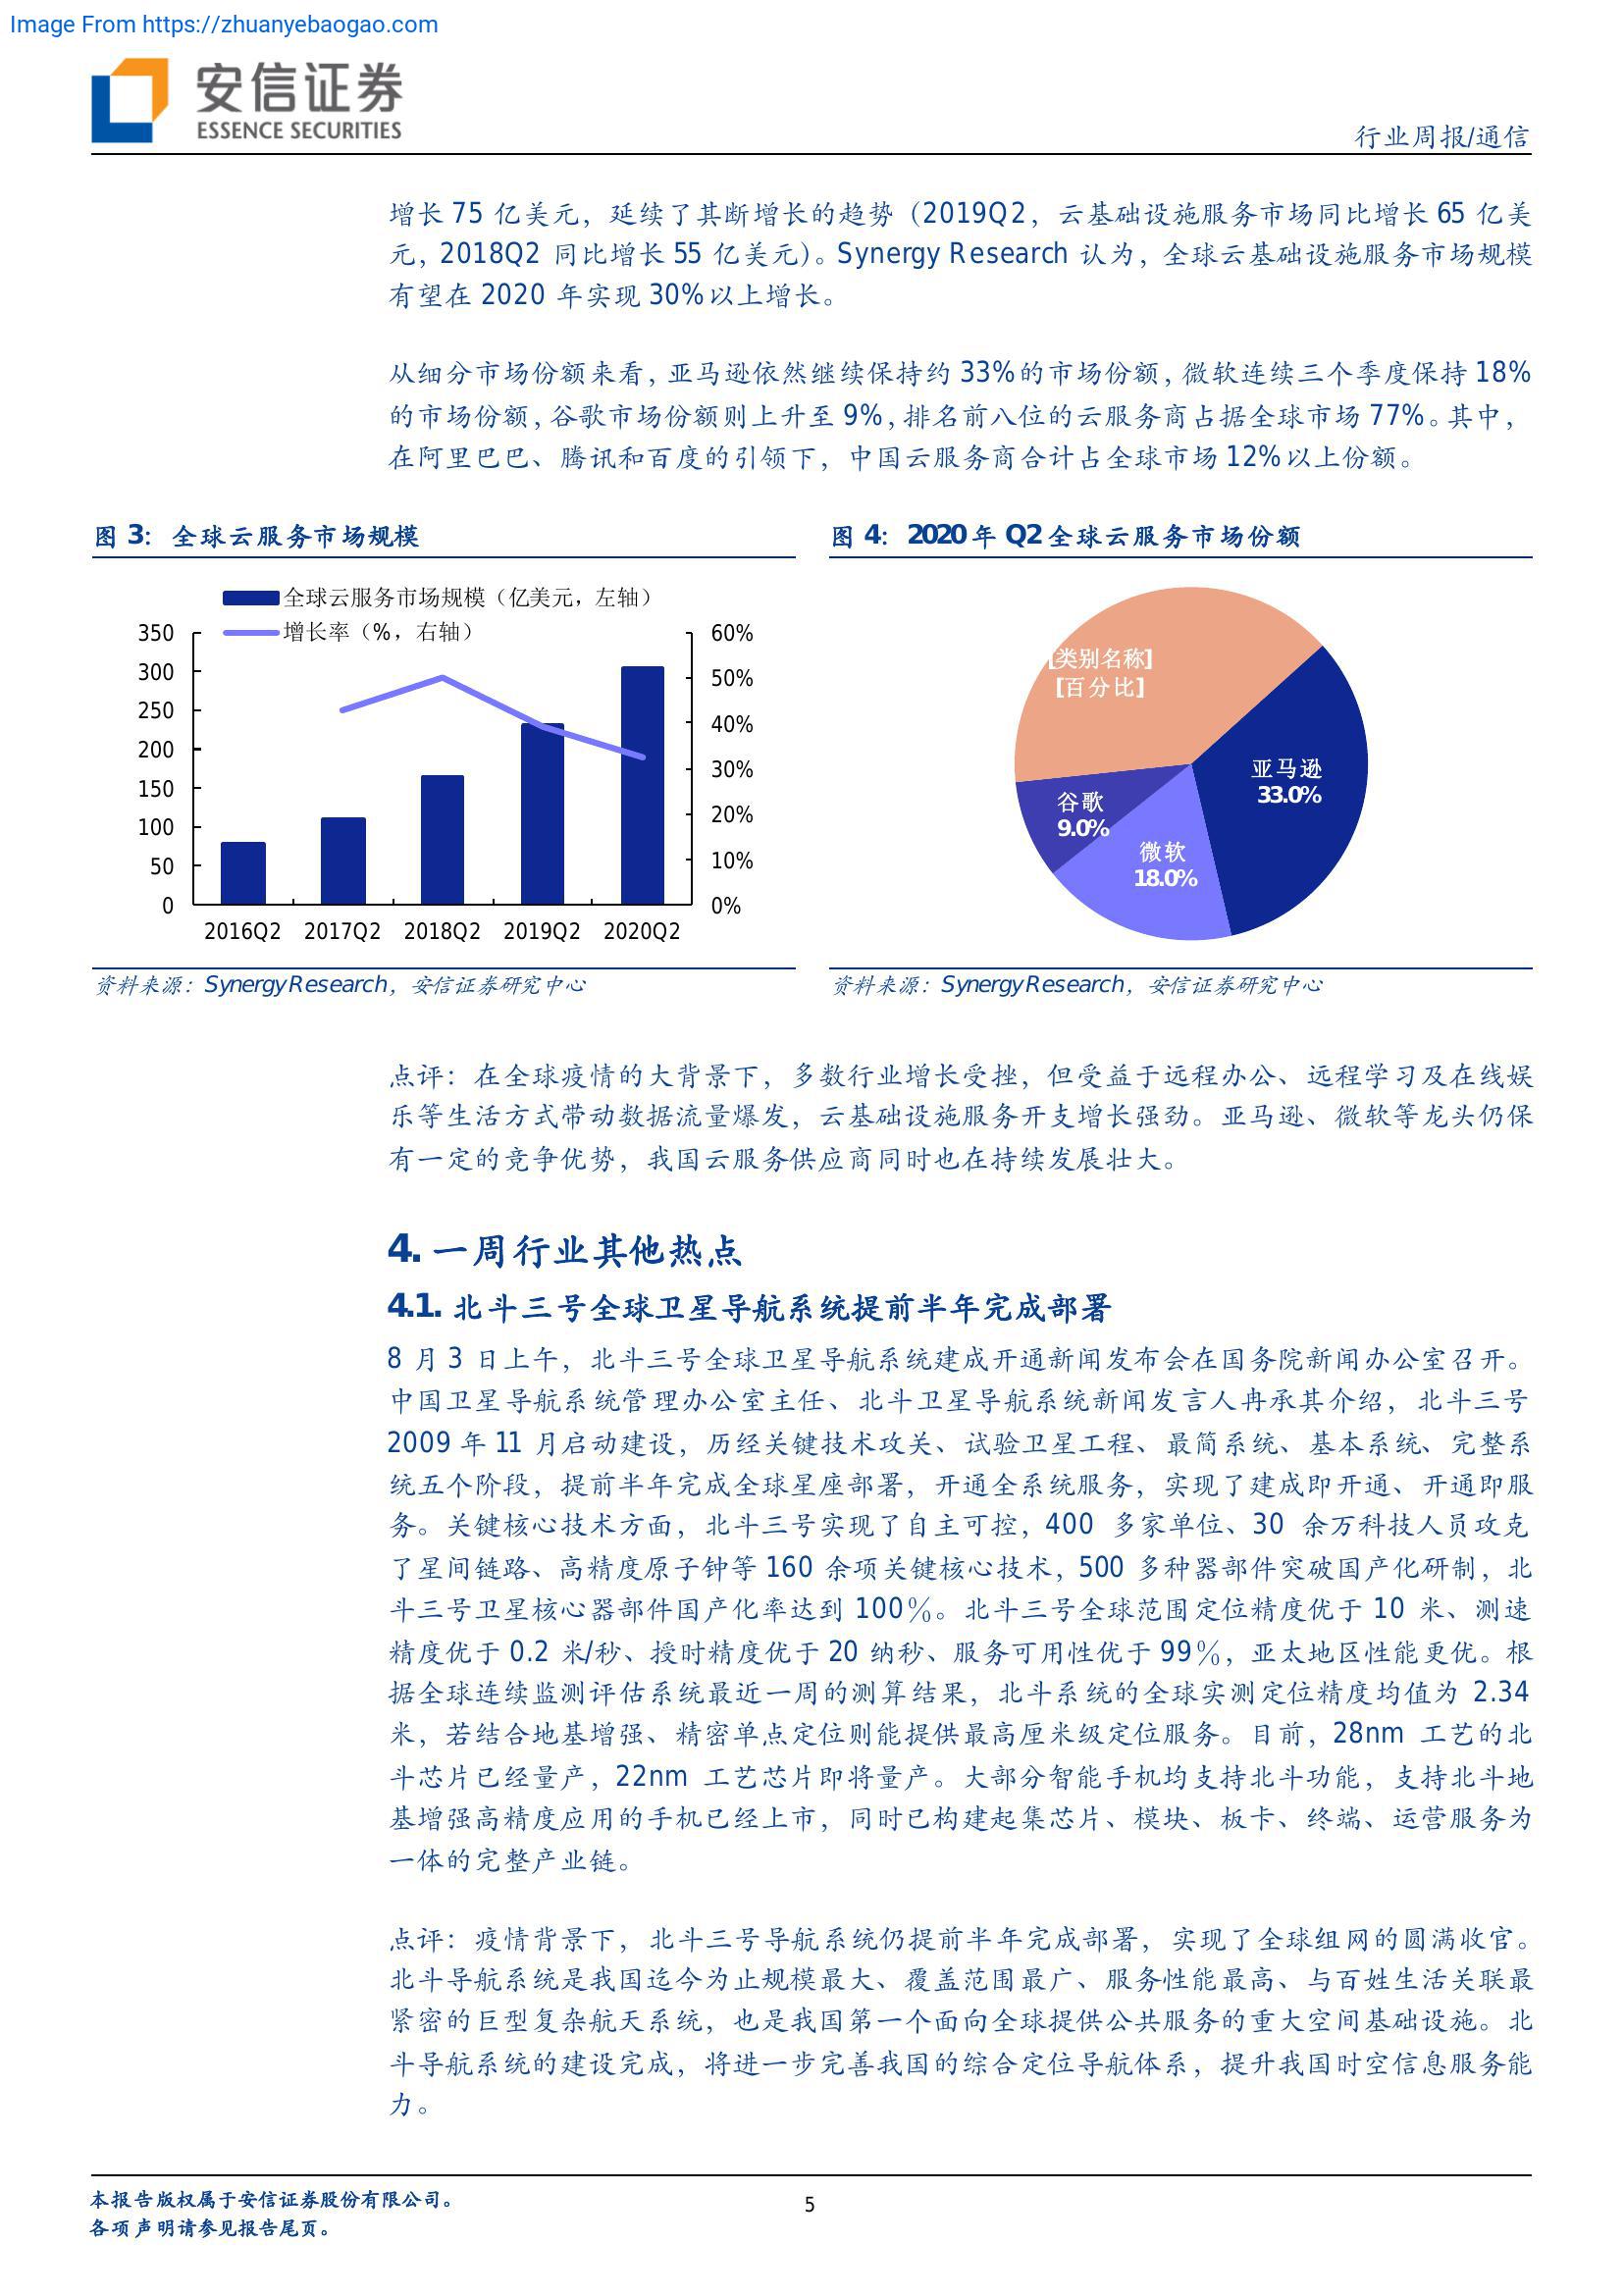 Image From https://zhuanyebaogao.com
安信证券
ESSENCE SECURITIES
行业周报/通信
增长 75 亿美元，延续了其断增长的趋势（2019Q2，云基础设施服务市场同比增长 65 亿美
元，2018Q2 同比增长 55 亿美元）。Synergy Research 认为，全球云基础设施服务市场规模
有望在 2020 年实现 30%以上增长。
从细分市场份额来看，亚马逊依然继续保持约 33%的市场份额，微软连续三个季度保持 18%
的市场份额，谷歌市场份额则上升至 9%，排名前八位的云服务商占据全球市场 77%。其中，
在阿里巴巴、腾讯和百度的引领下，中国云服务商合计占全球市场 12%以上份额。
图 3：全球云服务市场规模
全球云服务市场规模（亿美元，左轴）
增长率（%，右轴）
350
300
250
200
150
100
50
0
60%
50%
40%
30%
20%
10%
0%
2016Q2 2017Q2 2018Q2 2019Q2 2020Q2
资料来源：Synergy Research，安信证券研究中心
图 4：2020 年 Q2 全球云服务市场份额
[类别名称]
[百分比]
亚马逊
33.0%
谷歌
9.0%
微软
18.0%
资料来源：Synergy Research，安信证券研究中心
点评：在全球疫情的大背景下，多数行业增长受挫，但受益于远程办公、远程学习及在线娱
乐等生活方式带动数据流量爆发，云基础设施服务开支增长强劲。亚马逊、微软等龙头仍保
有一定的竞争优势，我国云服务供应商同时也在持续发展壮大。
4. 一周行业其他热点
4.1. 北斗三号全球卫星导航系统提前半年完成部署
8 月 3 日上午，北斗三号全球卫星导航系统建成开通新闻发布会在国务院新闻办公室召开。
中国卫星导航系统管理办公室主任、北斗卫星导航系统新闻发言人冉承其介绍，北斗三号
2009 年 11 月启动建设，历经关键技术攻关、试验卫星工程、最简系统、基本系统、完整系
统五个阶段，提前半年完成全球星座部署，开通全系统服务，实现了建成即开通、开通即服
务。关键核心技术方面，北斗三号实现了自主可控，400 多家单位、30 余万科技人员攻克
了星间链路、高精度原子钟等 160 余项关键核心技术，500 多种器部件突破国产化研制，北
斗三号卫星核心器部件国产化率达到 100％。北斗三号全球范围定位精度优于 10 米、测速
精度优于 0.2 米/秒、授时精度优于 20 纳秒、服务可用性优于 99％，亚太地区性能更优。根
据全球连续监测评估系统最近一周的测算结果，北斗系统的全球实测定位精度均值为 2.34
米，若结合地基增强、精密单点定位则能提供最高厘米级定位服务。目前，28nm 工艺的北
斗芯片已经量产，22nm 工艺芯片即将量产。大部分智能手机均支持北斗功能，支持北斗地
基增强高精度应用的手机已经上市，同时已构建起集芯片、模块、板卡、终端、运营服务为
一体的完整产业链。
点评：疫情背景下，北斗三号导航系统仍提前半年完成部署，实现了全球组网的圆满收官。
北斗导航系统是我国迄今为止规模最大、覆盖范围最广、服务性能最高、与百姓生活关联最
紧密的巨型复杂航天系统，也是我国第一个面向全球提供公共服务的重大空间基础设施。北
斗导航系统的建设完成，将进一步完善我国的综合定位导航体系，提升我国时空信息服务能
力。
本报告版权属于安信证券股份有限公司。
各项声明请参见报告尾页。
5